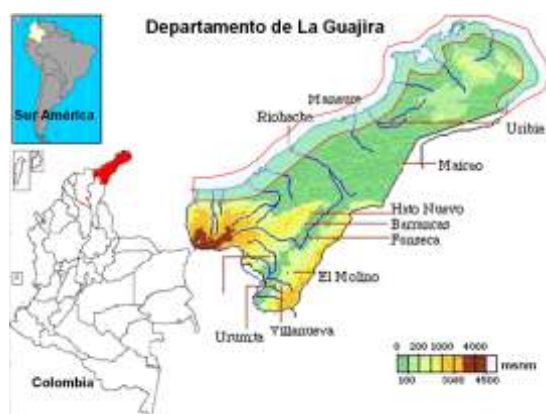 Departamento de La Guajira
Sur América
Manaure
Riohacha
Uribia
Maicao
Hato Nuevo
Barrancas
Fonseca
El Molino
Villanueva
Urumita
Colombia
0 200 1000 4000
100 3000 4500
msnm